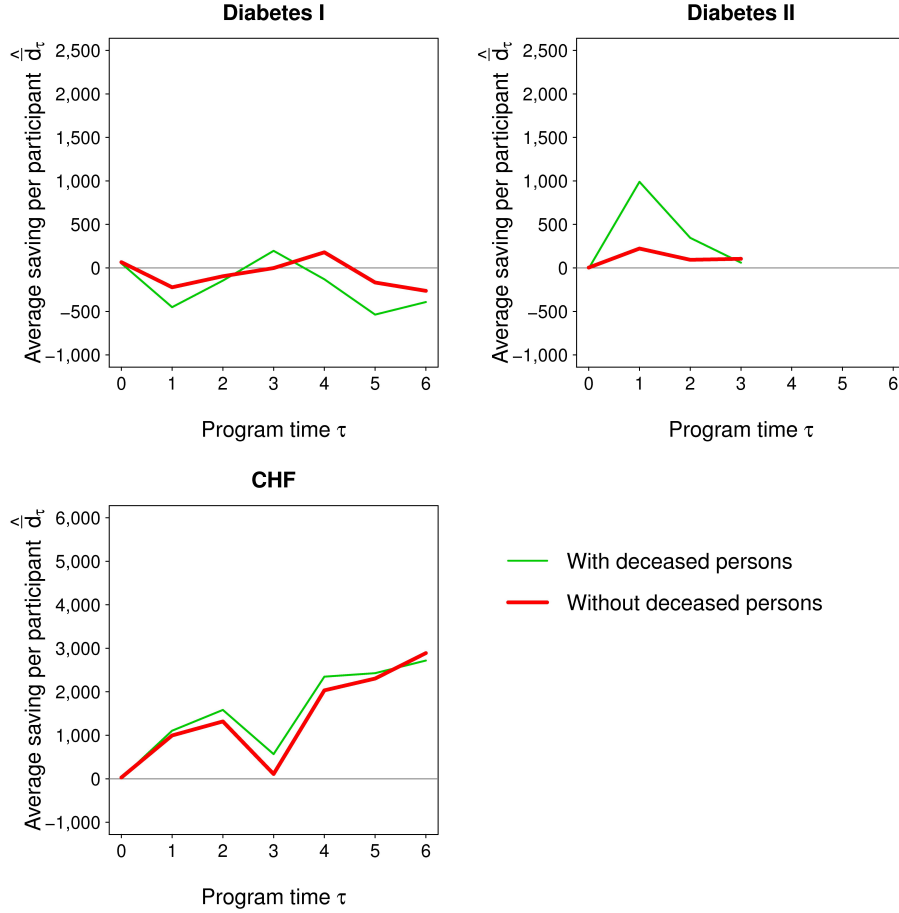 Diabetes I
Average saving per participant d̂̅τ
2,500
2,000
1,500
1,000
500
0
−500
−1,000
0 1 2 3 4 5 6
Program time τ
Diabetes II
Average saving per participant d̂̅τ
2,500
2,000
1,500
1,000
500
0
−500
−1,000
0 1 2 3 4 5 6
Program time τ
CHF
Average saving per participant d̂̅τ
6,000
5,000
4,000
3,000
2,000
1,000
0
−1,000
0 1 2 3 4 5 6
Program time τ
With deceased persons
Without deceased persons